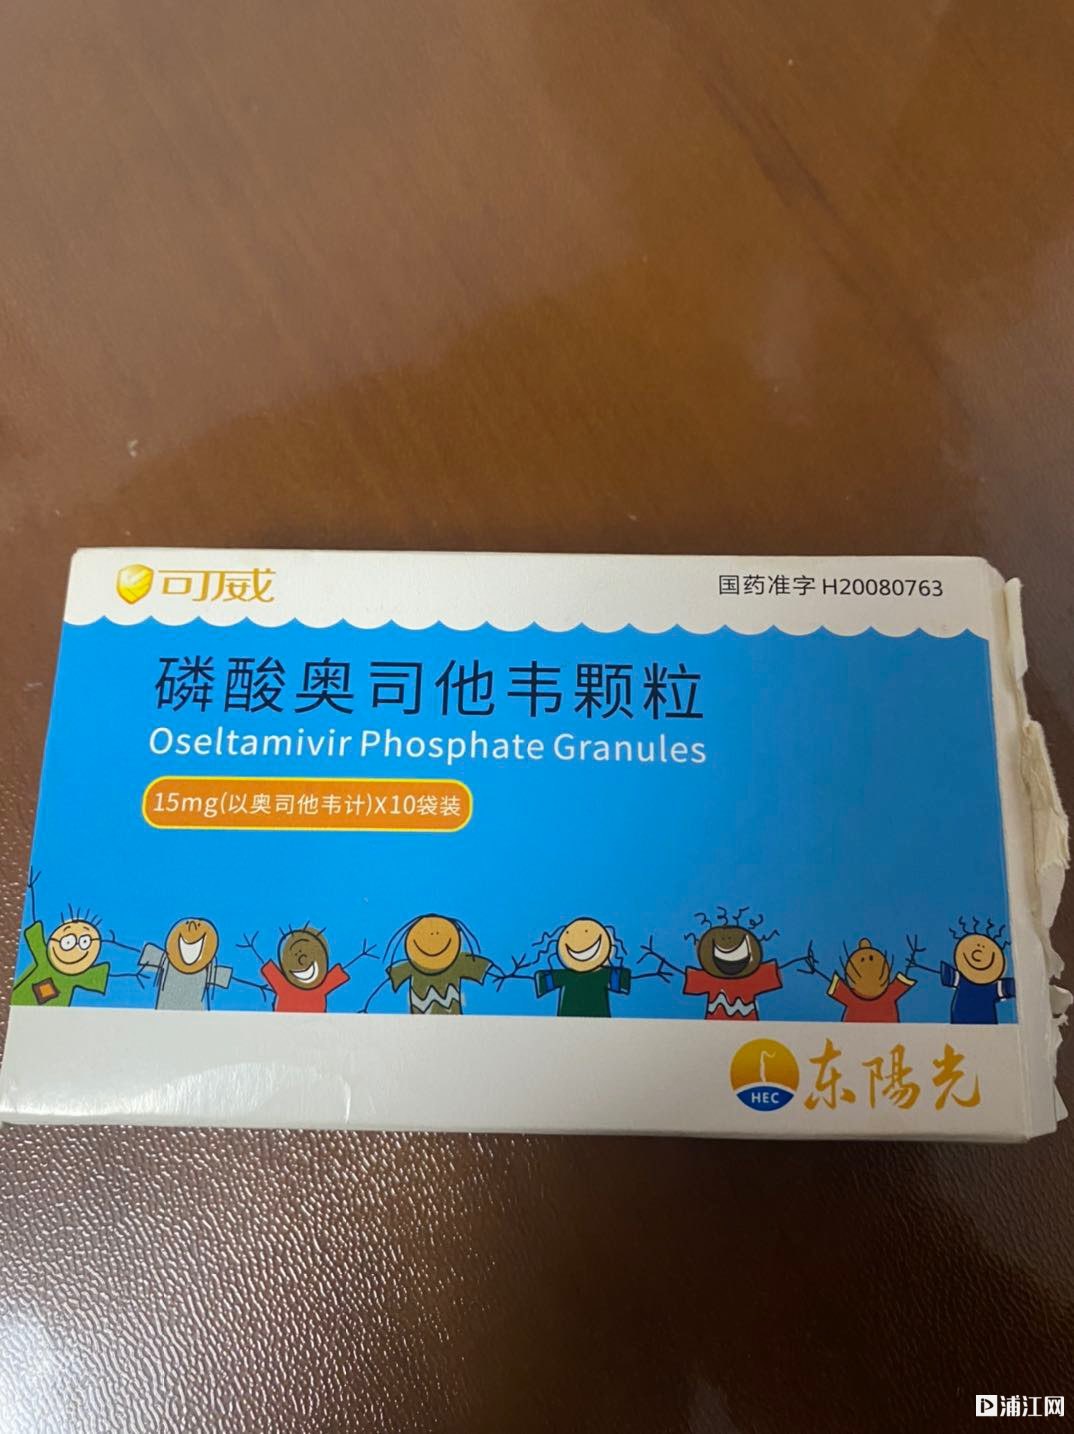 可威
国药准字 H20080763
磷酸奥司他韦颗粒
Oseltamivir Phosphate Granules
15mg(以奥司他韦计)X10袋装
HEC
东陽光
浦江网